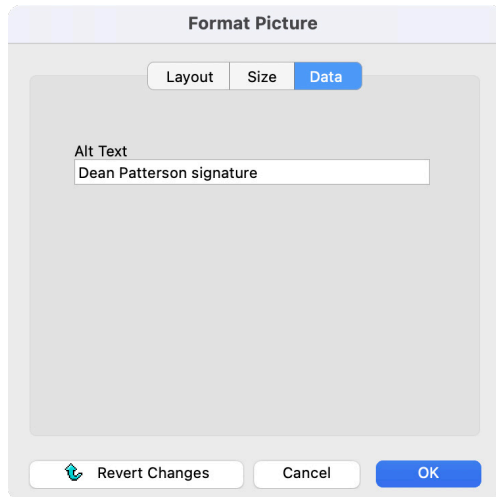 Format Picture
Layout Size Data
Alt Text
Dean Patterson signature
Revert Changes Cancel OK